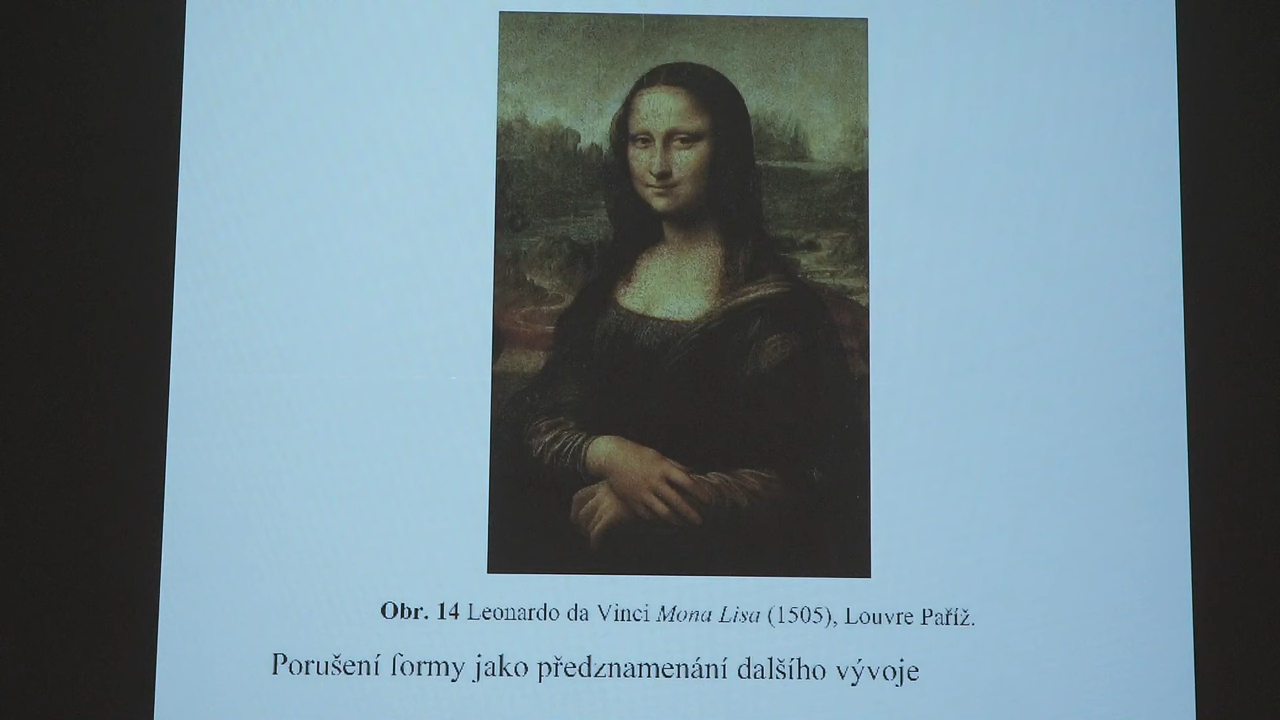 Obr. 14 Leonardo da Vinci Mona Lisa (1505), Louvre Paříž.
Porušení formy jako předznamenání dalšího vývoje